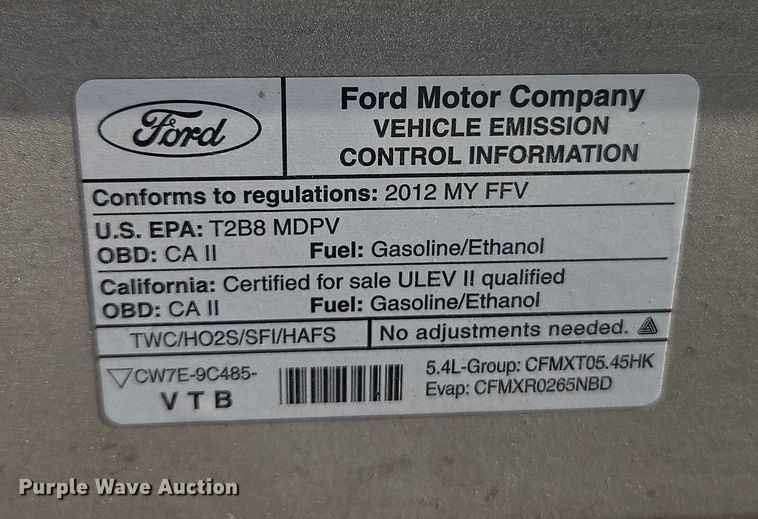 Ford
Ford Motor Company
VEHICLE EMISSION
CONTROL INFORMATION
Conforms to regulations: 2012 MY FFV
U.S. EPA: T2B8 MDPV
OBD: CA II Fuel: Gasoline/Ethanol
California: Certified for sale ULEV II qualified
OBD: CA II Fuel: Gasoline/Ethanol
TWC/HO2S/SFI/HAFS No adjustments needed.
CW7E-9C485-
V T B
5.4L-Group: CFMXT05.45HK
Evap: CFMXR0265NBD
Purple Wave Auction